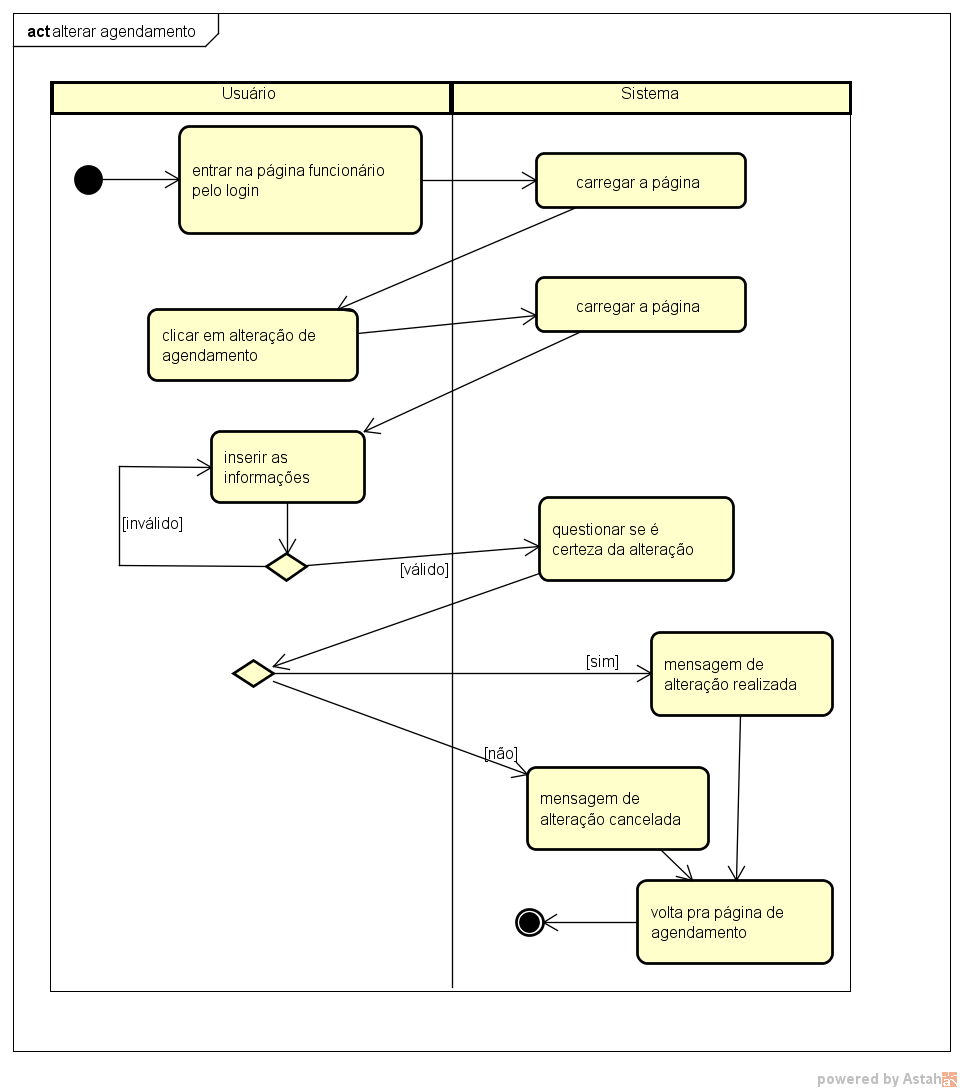 act alterar agendamento
Usuário
Sistema
entrar na página funcionário
pelo login
carregar a página
carregar a página
clicar em alteração de
agendamento
inserir as
informações
[inválido]
questionar se é
certeza da alteração
[válido]
[sim]
mensagem de
alteração realizada
[não]
mensagem de
alteração cancelada
volta pra página de
agendamento
powered by Astah